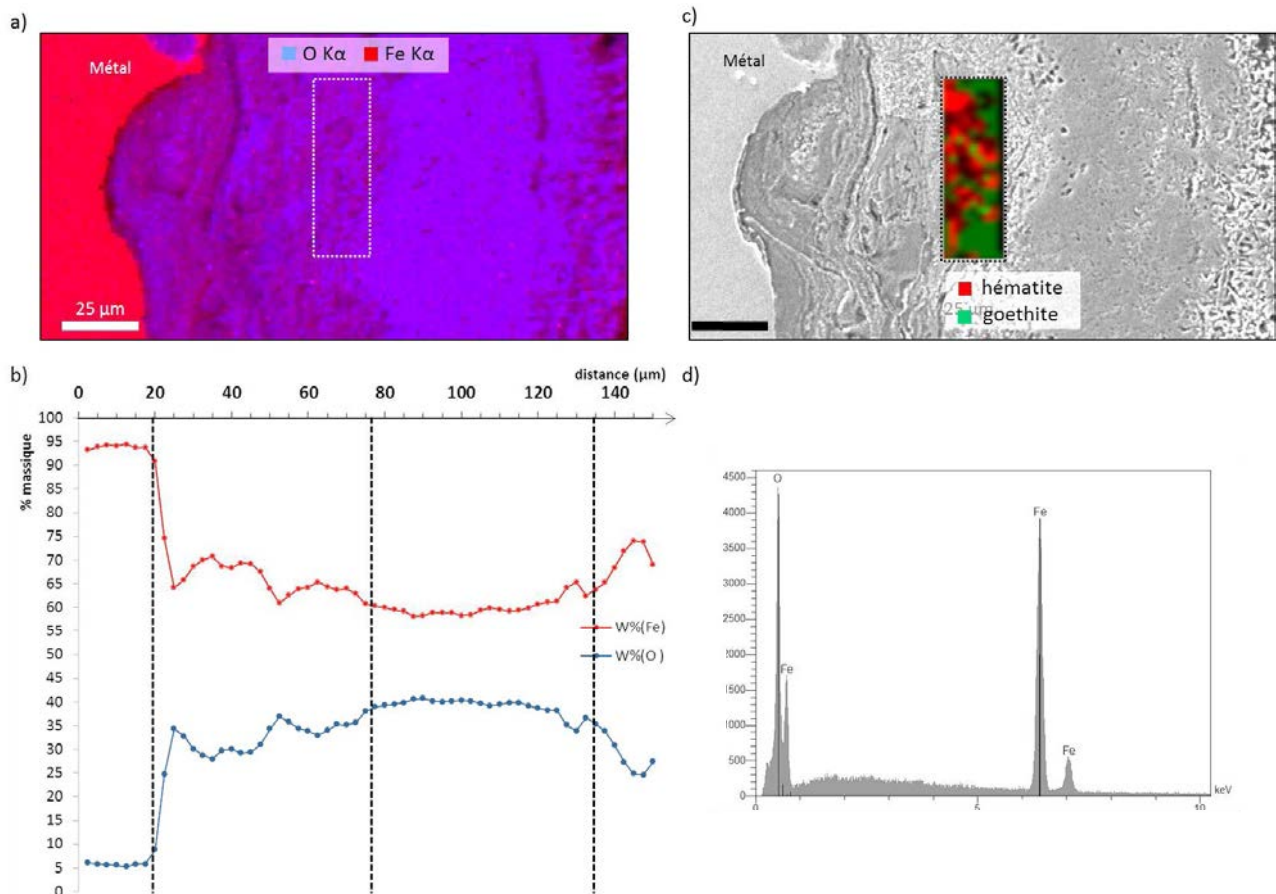 a)
O Kα Fe Kα
Métal
25 µm
c)
Métal
hématite
25 µm
goethite
b)
distance (µm)
0 20 40 60 80 100 120 140
% massique
100
95
90
85
80
75
70
65
60
55
50
45
40
35
30
25
20
15
10
5
0
W%(Fe)
W%(O )
d)
4500
4000
3500
3000
2500
2000
1500
1000
500
0
O
Fe
Fe
Fe
0 5 10
keV